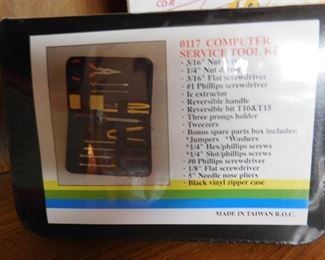 CD-R
0117 COMPUTER
SERVICE TOOL KI
· 3/16" Nut driver
· 1/4" Nut driver
· 3/16" Flat screwdriver
· #1 Phillips screwdriver
· Ic extractor
· Reversible handle
· Reversible bit T10&T15
· Three prongs holder
· Tweezers
· Bonus spare parts box includes:
*Jumpers *Washers
*1/4" Hex/phillips screws
*1/4" Slot/phillips screws
· #0 Phillips screwdriver
· 1/8" Flat screwdriver
· 5" Needle nose pliers
· Black vinyl zipper case
MADE IN TAIWAN R.O.C.